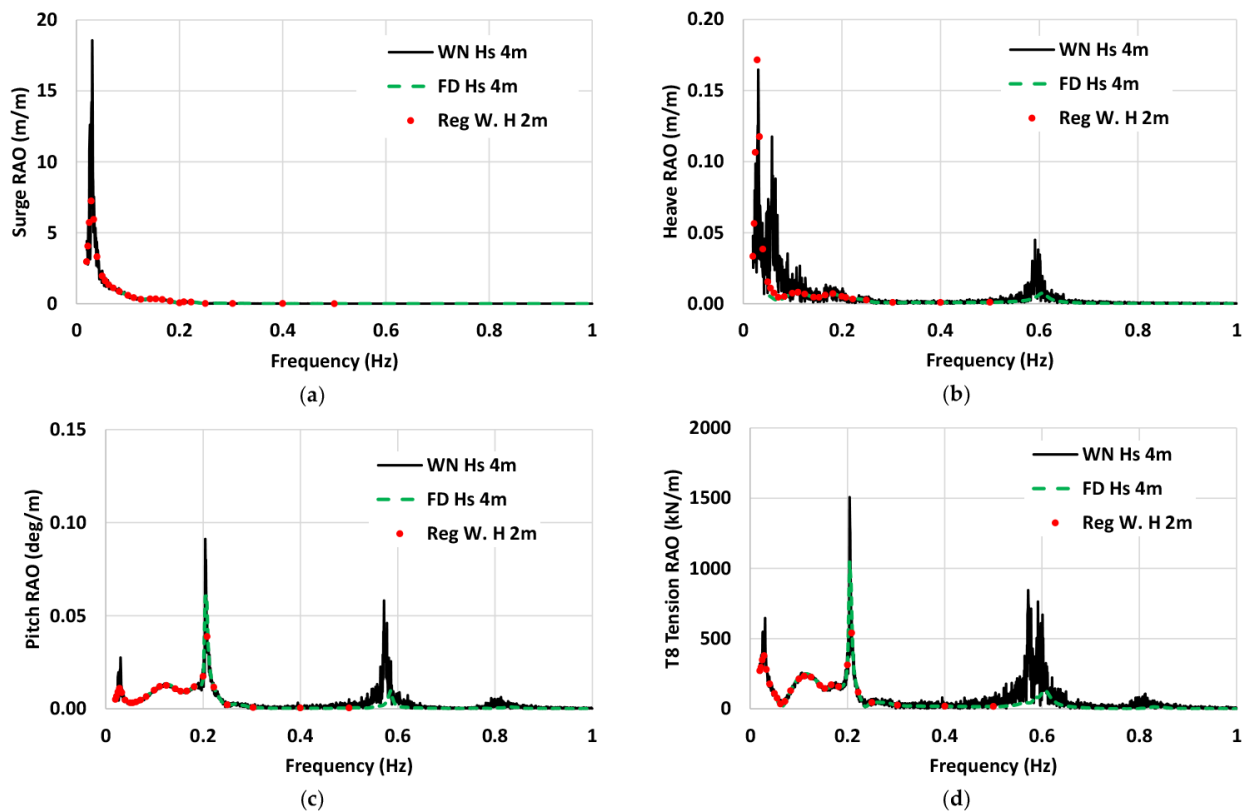 20
15
10
5
0
Surge RAO (m/m)
WN Hs 4m
FD Hs 4m
Reg W. H 2m
0 0.2 0.4 0.6 0.8 1
Frequency (Hz)
(a)
0.20
0.15
0.10
0.05
0.00
Heave RAO (m/m)
WN Hs 4m
FD Hs 4m
Reg W. H 2m
0 0.2 0.4 0.6 0.8 1
Frequency (Hz)
(b)
0.15
0.10
0.05
0.00
Pitch RAO (deg/m)
WN Hs 4m
FD Hs 4m
Reg W. H 2m
0 0.2 0.4 0.6 0.8 1
Frequency (Hz)
(c)
2000
1500
1000
500
0
T8 Tension RAO (kN/m)
WN Hs 4m
FD Hs 4m
Reg W. H 2m
0 0.2 0.4 0.6 0.8 1
Frequency (Hz)
(d)